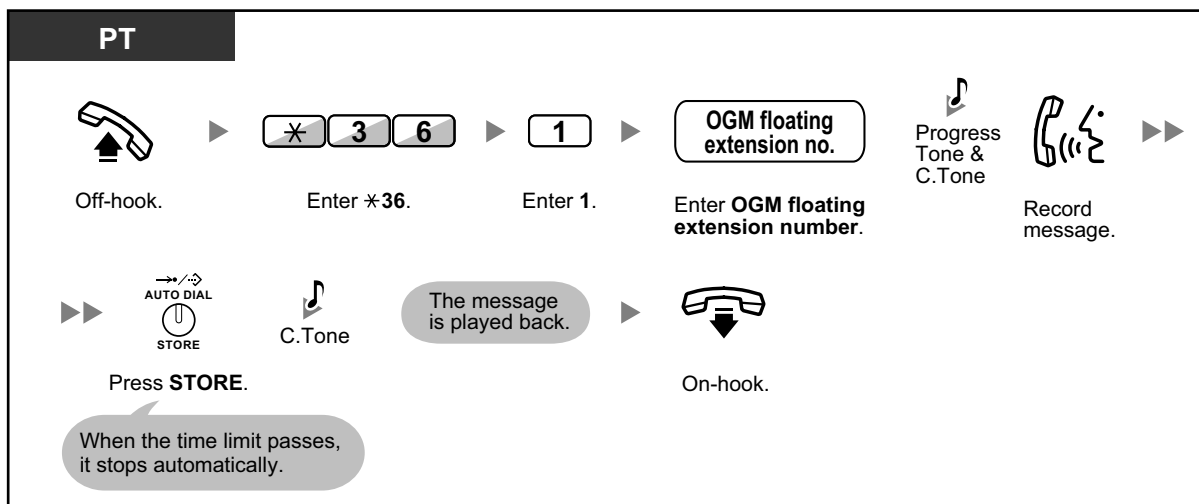 PT
✳ 3 6
1
OGM floating
extension no.
Progress
Tone &
C.Tone
Off-hook.
Enter ✳36.
Enter 1.
Enter OGM floating
extension number.
Record
message.
AUTO DIAL
STORE
C.Tone
The message
is played back.
Press STORE.
On-hook.
When the time limit passes,
it stops automatically.